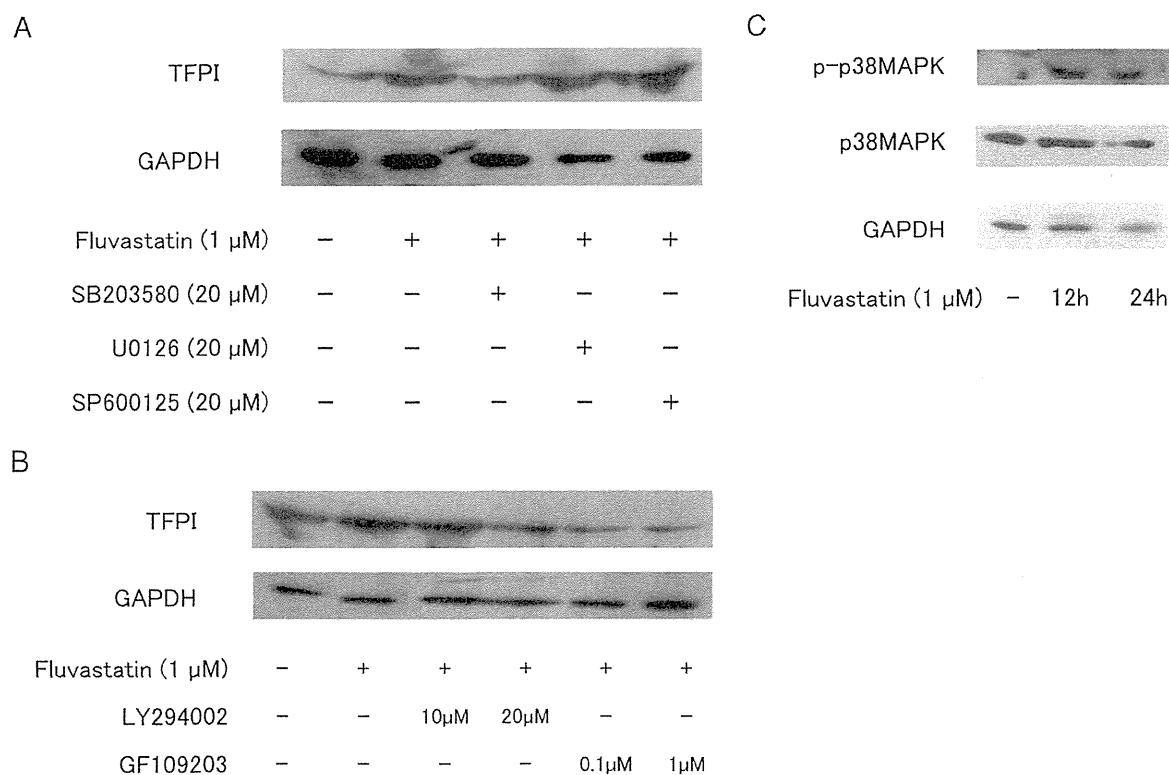 A
TFPI
GAPDH
Fluvastatin (1 μM) − + + + +
SB203580 (20 μM) − − + − −
U0126 (20 μM) − − − + −
SP600125 (20 μM) − − − − +
B
TFPI
GAPDH
Fluvastatin (1 μM) − + + + + +
LY294002 − − 10μM 20μM − −
GF109203 − − − − 0.1μM 1μM
C
p-p38MAPK
p38MAPK
GAPDH
Fluvastatin (1 μM) − 12h 24h